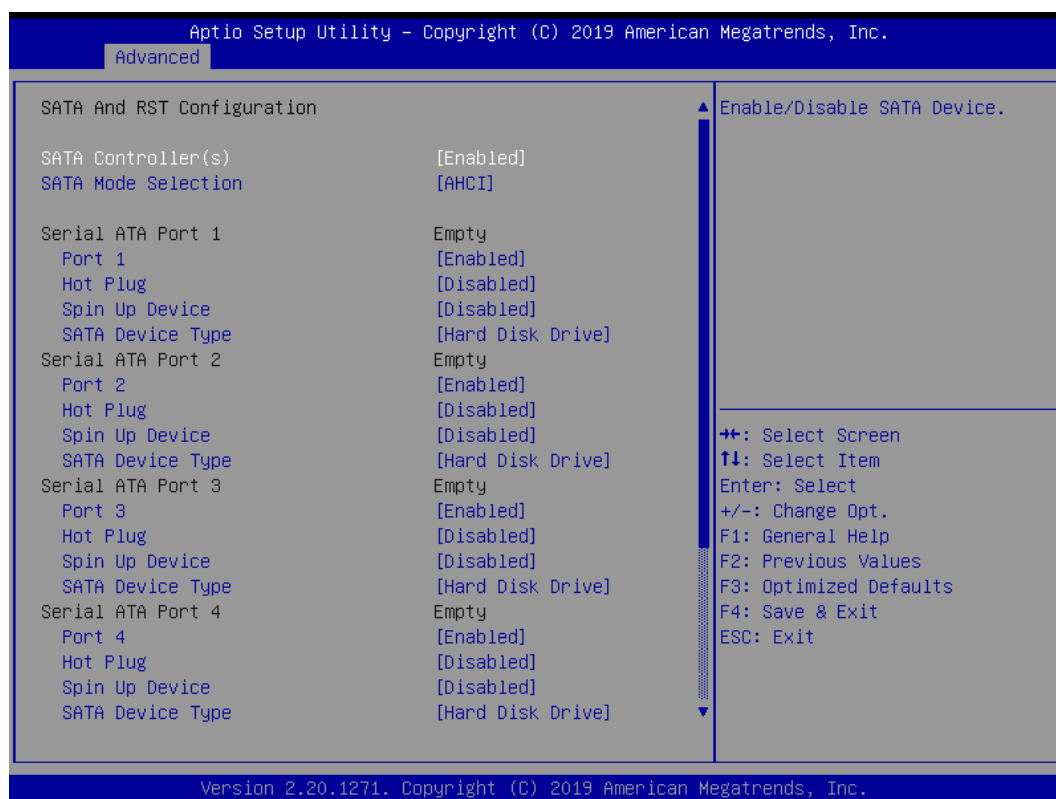 Aptio Setup Utility – Copyright (C) 2019 American Megatrends, Inc.
Advanced
SATA And RST Configuration
SATA Controller(s) [Enabled]
SATA Mode Selection [AHCI]
Serial ATA Port 1 Empty
Port 1 [Enabled]
Hot Plug [Disabled]
Spin Up Device [Disabled]
SATA Device Type [Hard Disk Drive]
Serial ATA Port 2 Empty
Port 2 [Enabled]
Hot Plug [Disabled]
Spin Up Device [Disabled]
SATA Device Type [Hard Disk Drive]
Serial ATA Port 3 Empty
Port 3 [Enabled]
Hot Plug [Disabled]
Spin Up Device [Disabled]
SATA Device Type [Hard Disk Drive]
Serial ATA Port 4 Empty
Port 4 [Enabled]
Hot Plug [Disabled]
Spin Up Device [Disabled]
SATA Device Type [Hard Disk Drive]
Enable/Disable SATA Device.
→←: Select Screen
↑↓: Select Item
Enter: Select
+/-: Change Opt.
F1: General Help
F2: Previous Values
F3: Optimized Defaults
F4: Save & Exit
ESC: Exit
Version 2.20.1271. Copyright (C) 2019 American Megatrends, Inc.